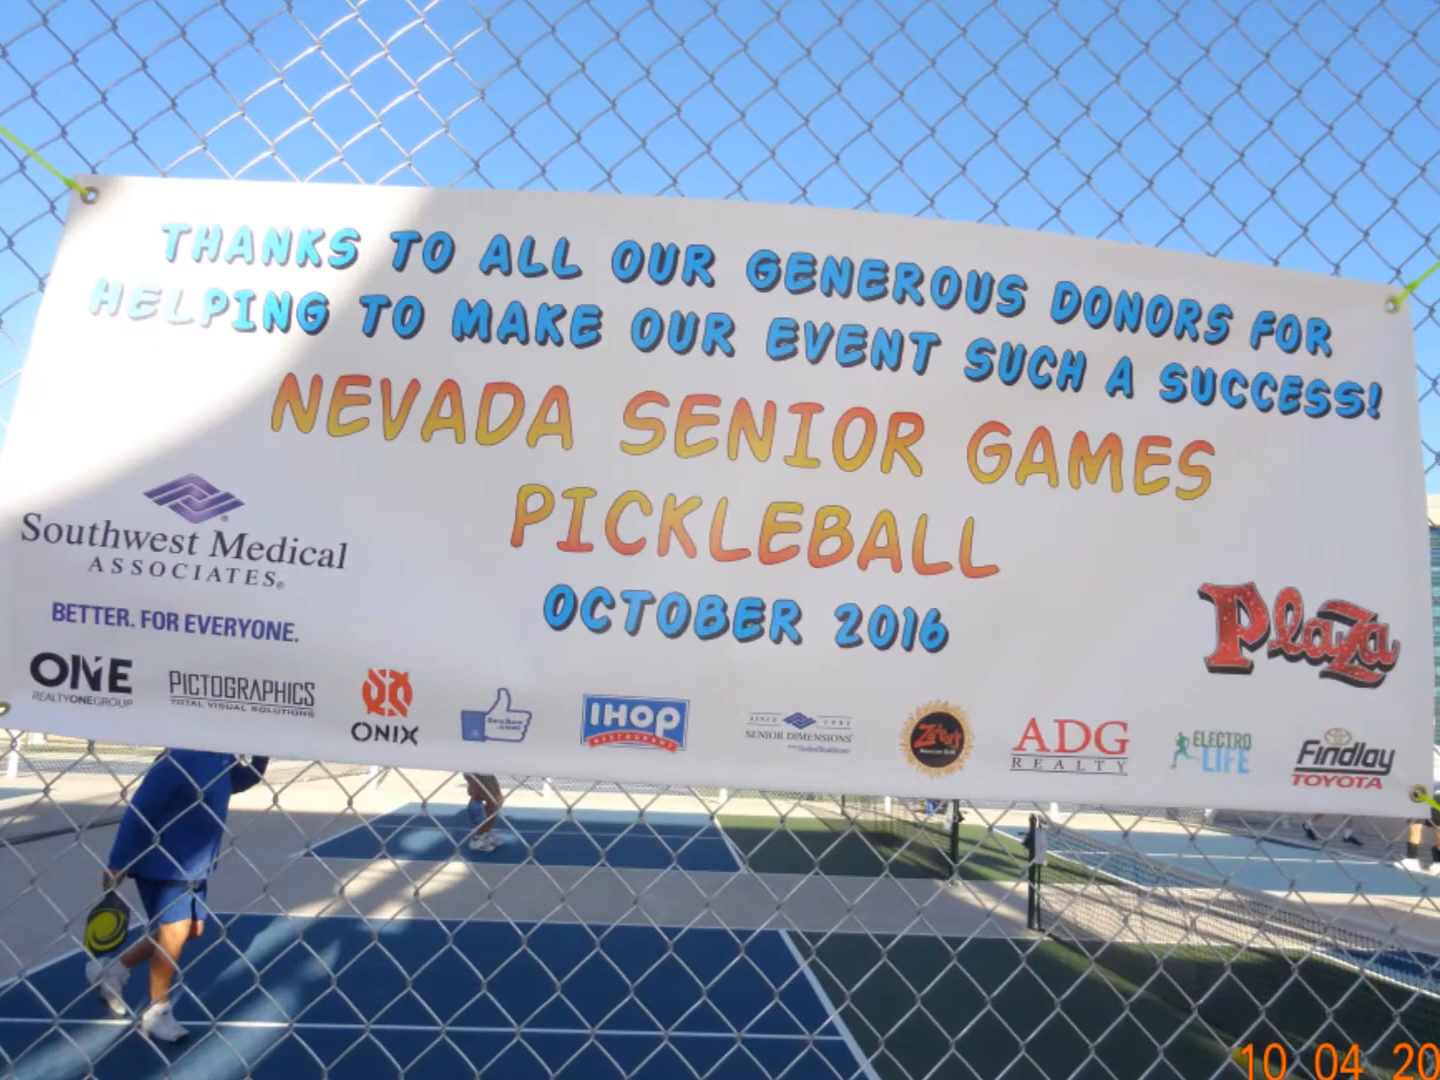 THANKS TO ALL OUR GENEROUS DONORS FOR
HELPING TO MAKE OUR EVENT SUCH A SUCCESS!
NEVADA SENIOR GAMES
PICKLEBALL
OCTOBER 2016
Southwest Medical
ASSOCIATES®
BETTER. FOR EVERYONE.
Plaza
ONE
REALTYONEGROUP
PICTOGRAPHICS
TOTAL VISUAL SOLUTIONS
ONIX
IHOP
RESTAURANT
SENIOR DIMENSIONS
ADG
REALTY
ELECTRO
LIFE
Findlay
TOYOTA
10 04 20